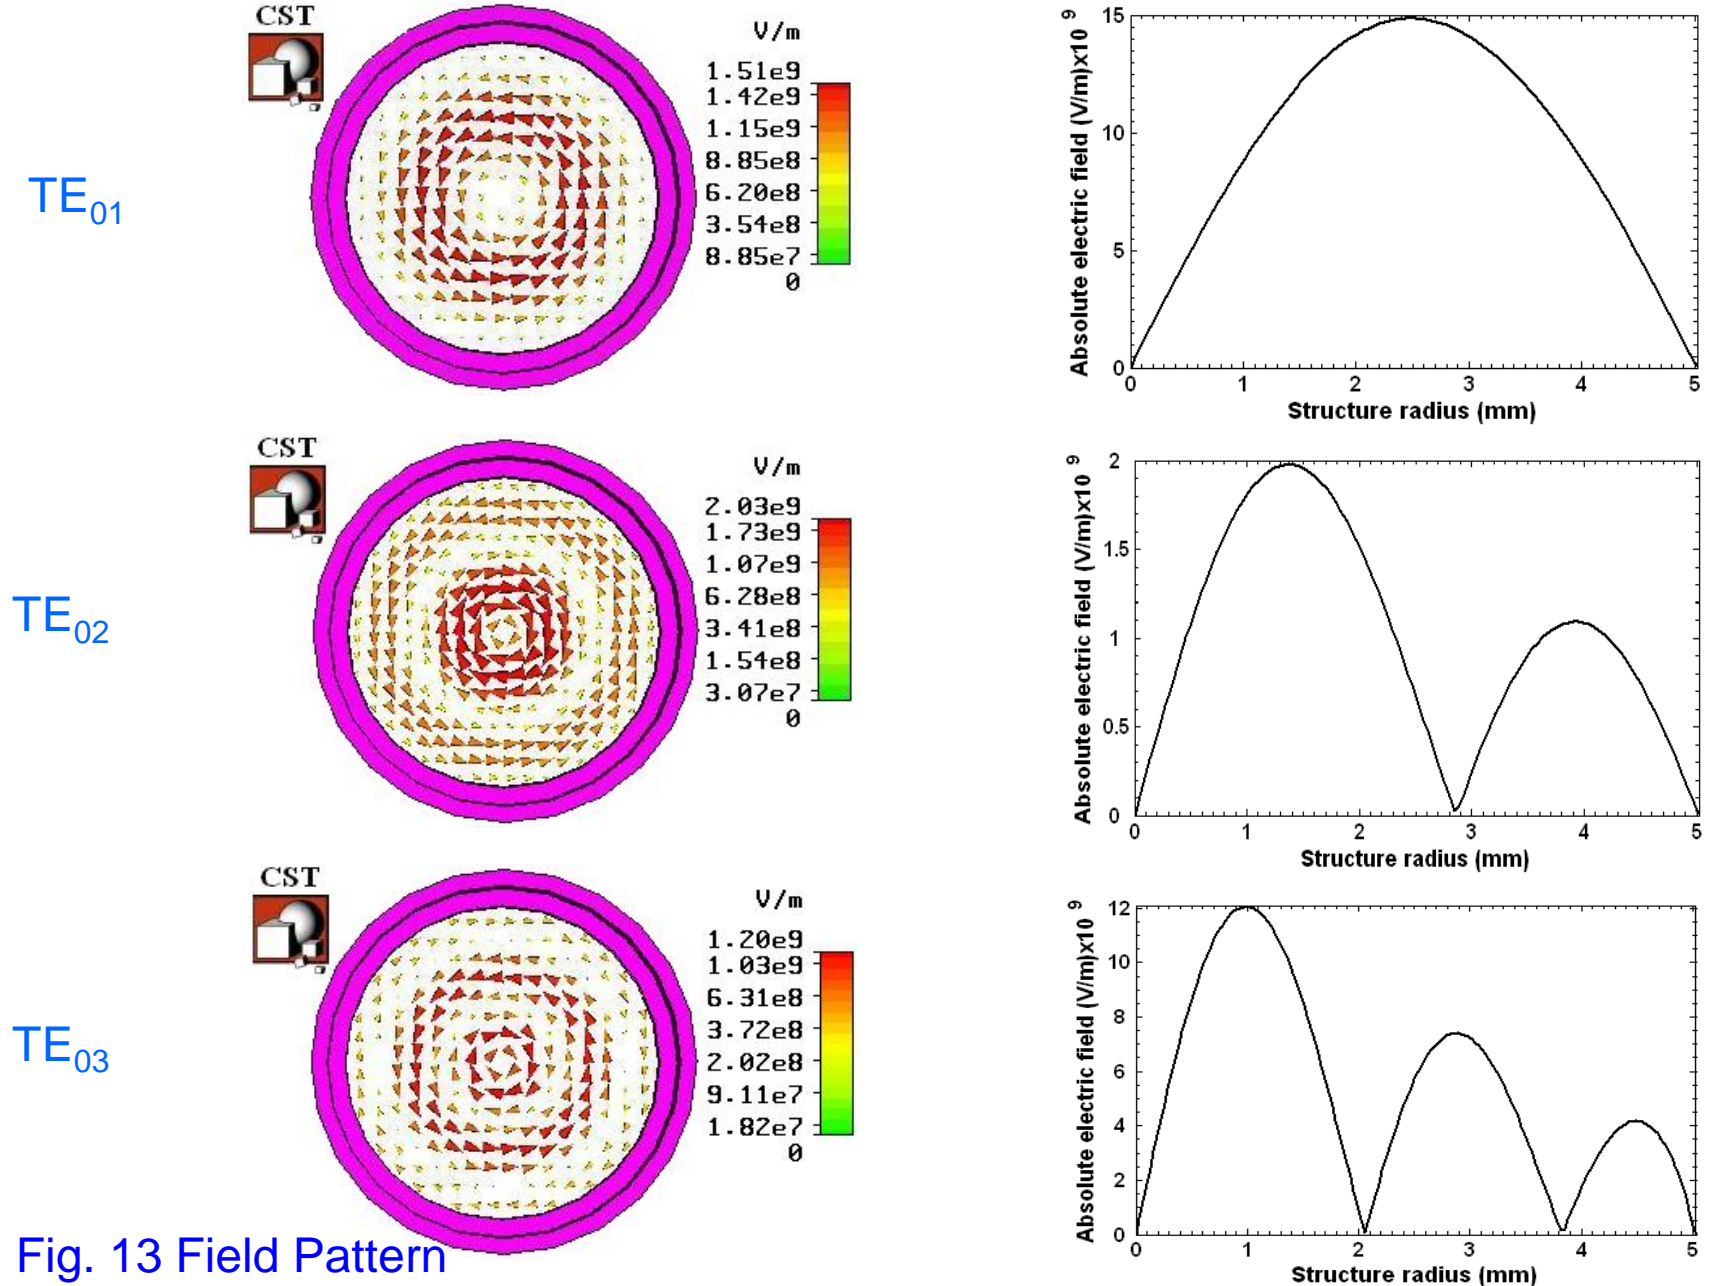 TE01
CST
V/m
1.51e9
1.42e9
1.15e9
8.85e8
6.20e8
3.54e8
8.85e7
0
Absolute electric field (V/m)x10 9
15
15
5
0
0 1 2 3 4 5
Structure radius (mm)
TE02
CST
V/m
2.03e9
1.73e9
1.07e9
6.28e8
3.41e8
1.54e8
3.07e7
0
Absolute electric field (V/m)x10 9
2
1.5
1
0.5
0
0 1 2 3 4 5
Structure radius (mm)
TE03
CST
V/m
1.20e9
1.03e9
6.31e8
3.72e8
2.02e8
9.11e7
1.82e7
0
Absolute electric field (V/m)x10 9
12
10
8
6
4
2
0
0 1 2 3 4 5
Structure radius (mm)
Fig. 13 Field Pattern